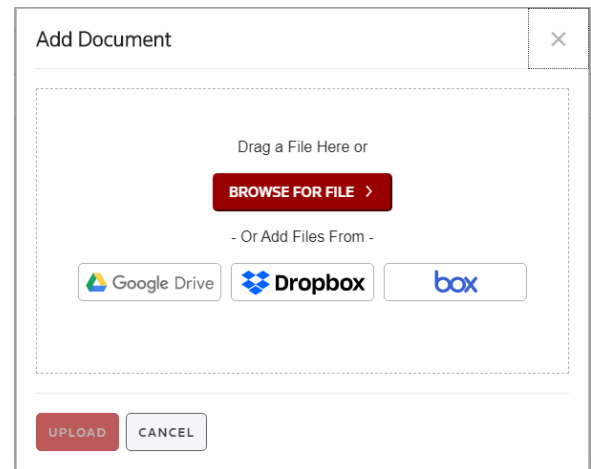 Add Document
Drag a File Here or
BROWSE FOR FILE
- Or Add Files From -
Google Drive Dropbox box
UPLOAD CANCEL